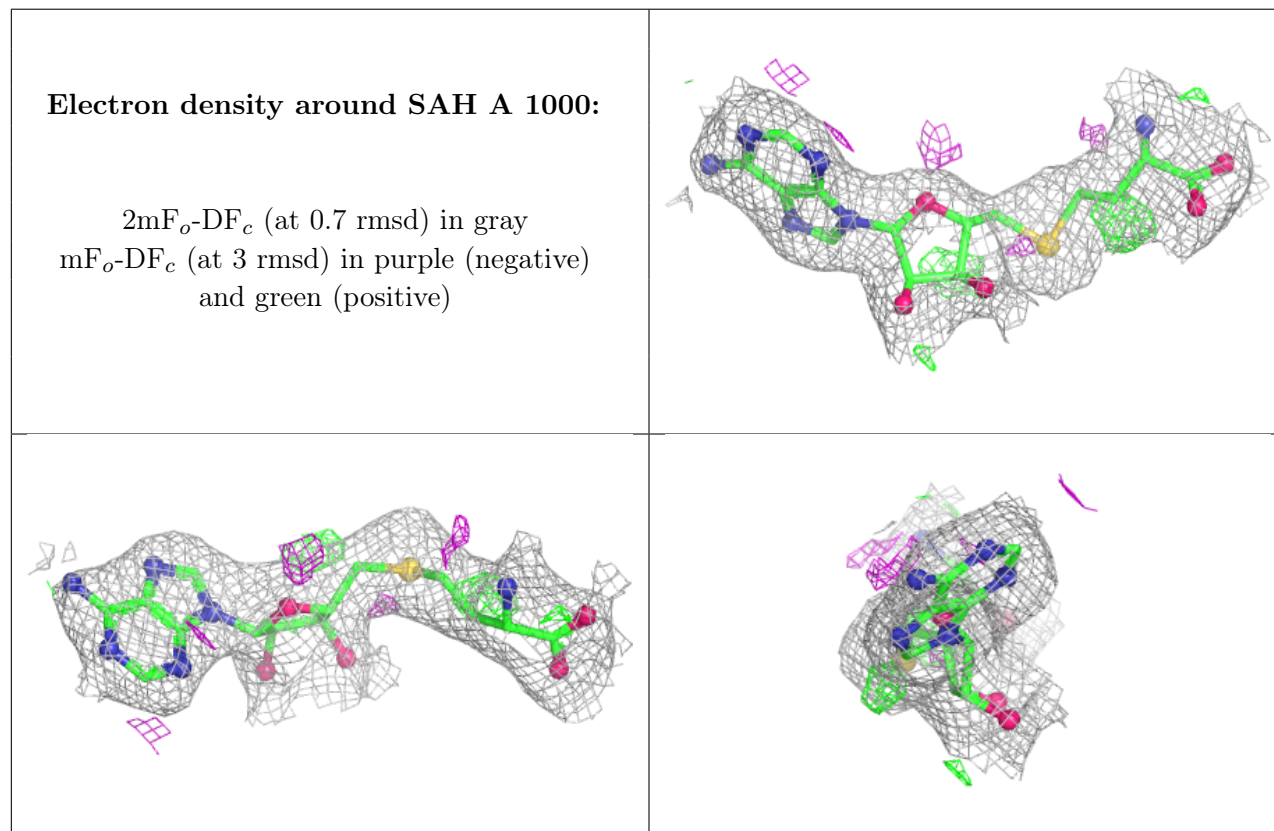 Electron density around SAH A 1000:
2mFo-DFc (at 0.7 rmsd) in gray
mFo-DFc (at 3 rmsd) in purple (negative)
and green (positive)